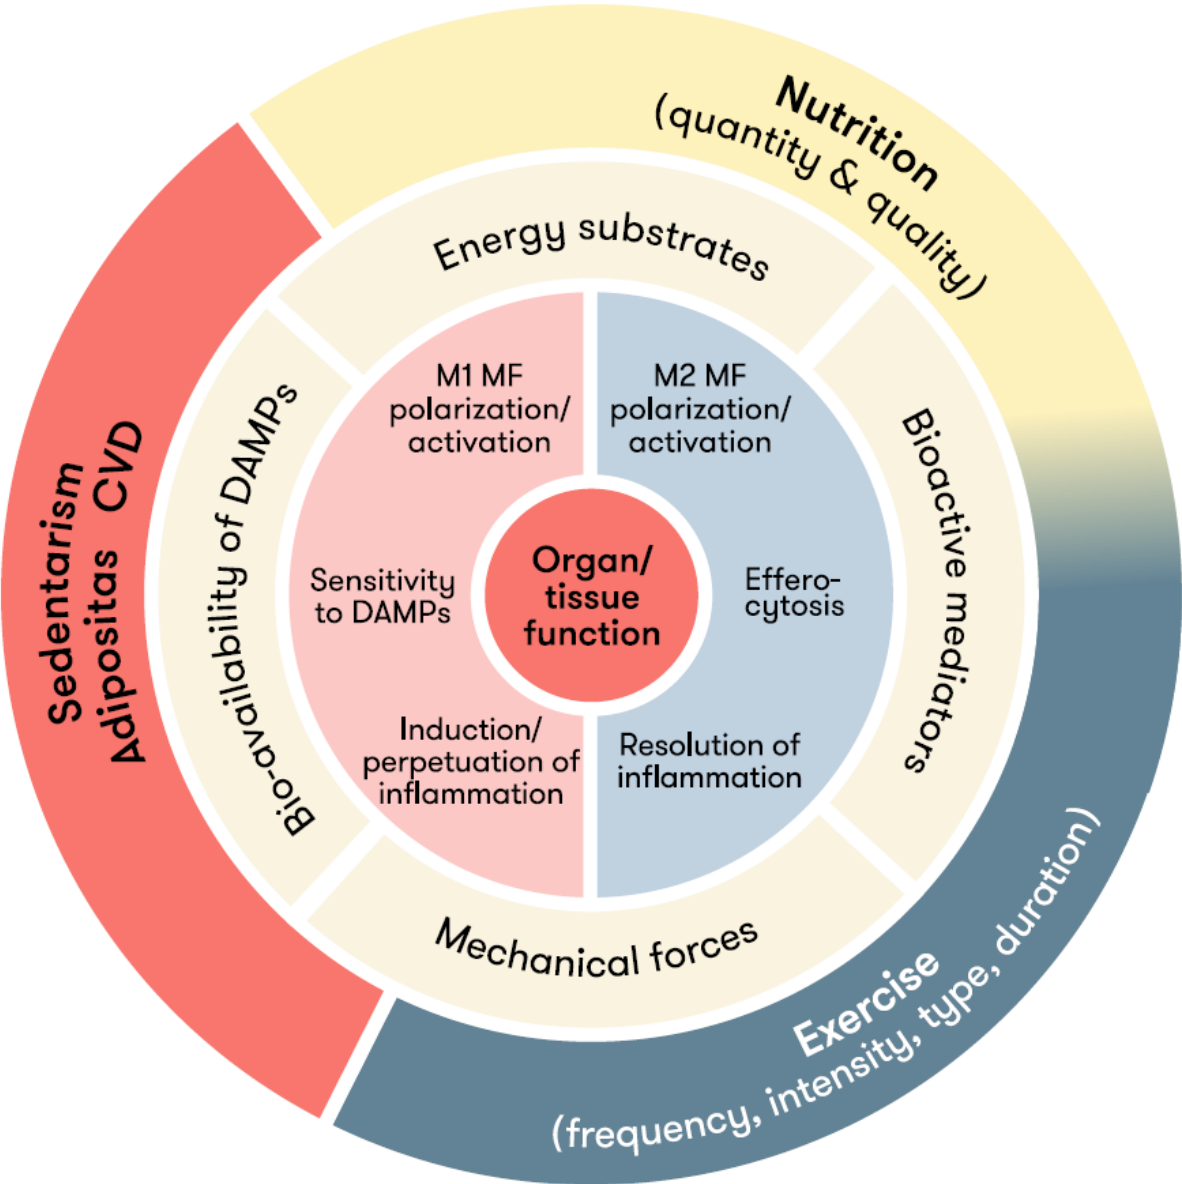 Nutrition
(quantity & quality)
Energy substrates
Bioactive mediators
Mechanical forces
Bio-availability of DAMPs
Sedentarism
Adipositas CVD
Exercise
(frequency, intensity, type, duration)
M1 MF
polarization/
activation
Sensitivity
to DAMPs
Induction/
perpetuation of
inflammation
M2 MF
polarization/
activation
Effero-
cytosis
Resolution of
inflammation
Organ/
tissue
function